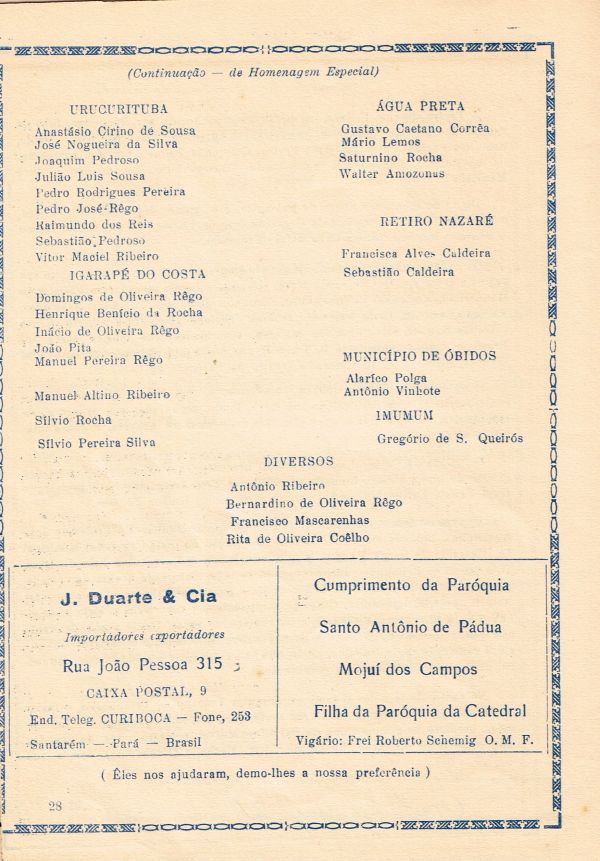 (Continuação — de Homenagem Especial)
URUCURITUBA
Anastásio Cirino de Sousa
José Nogueira da Silva
Joaquim Pedroso
Julião Luis Sousa
Pedro Rodrigues Pereira
Pedro José Rêgo
Raimundo dos Reis
Sebastião Pedroso
Vitor Maciel Ribeiro
IGARAPÉ DO COSTA
Domingos de Oliveira Rêgo
Henrique Benício da Rocha
Inácio de Oliveira Rêgo
João Pita
Manuel Pereira Rêgo
Manuel Altino Ribeiro
Sílvio Rocha
Sílvio Pereira Silva
ÁGUA PRETA
Gustavo Caetano Corrêa
Mário Lemos
Saturnino Rocha
Walter Amozonas
RETIRO NAZARÉ
Francisca Alves Caldeira
Sebastião Caldeira
MUNICÍPIO DE ÓBIDOS
Alarico Polga
Antônio Vinhote
IMUMUM
Gregório de S. Queirós
DIVERSOS
Antônio Ribeiro
Bernardino de Oliveira Rêgo
Francisco Mascarenhas
Rita de Oliveira Coêlho
J. Duarte & Cia
Importadores exportadores
Rua João Pessoa 315
CAIXA POSTAL, 9
End. Teleg. CURIBOCA — Fone, 253
Santarém — Pará — Brasil
Cumprimento da Paróquia
Santo Antônio de Pádua
Mojuí dos Campos
Filha da Paróquia da Catedral
Vigário: Frei Roberto Schemig O. M. F.
( Êles nos ajudaram, demo-lhes a nossa preferência )
28